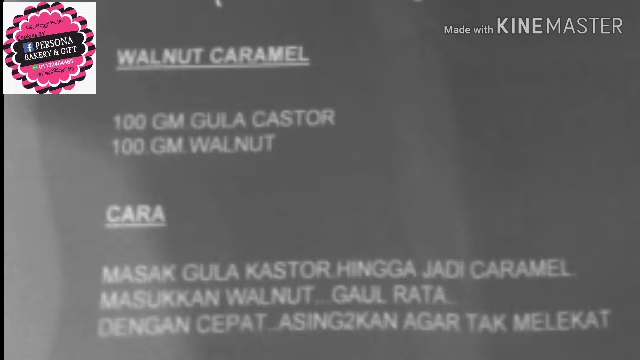 Made with KINEMASTER
PERSONA
BAKERY & GIFT
WALNUT CARAMEL
100 GM GULA CASTOR
100 GM WALNUT
CARA
MASAK GULA KASTOR HINGGA JADI CARAMEL
MASUKKAN WALNUT...GAUL RATA..
DENGAN CEPAT..ASING2KAN AGAR TAK MELEKAT